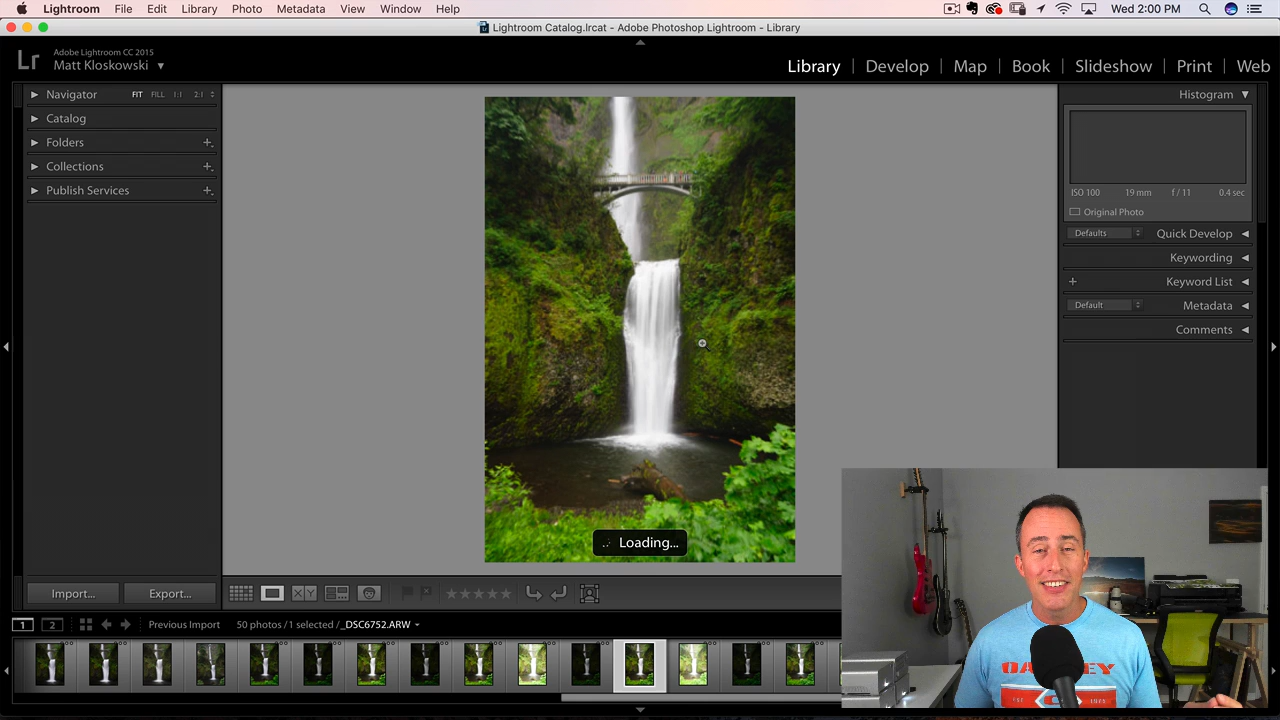 Lightroom File Edit Library Photo Metadata View Window Help Wed 2:00 PM
Lightroom Catalog.lrcat - Adobe Photoshop Lightroom - Library
Lr Adobe Lightroom CC 2015
Matt Kloskowski
Library Develop Map Book Slideshow Print Web
Navigator FIT FILL 1:1 2:1
Catalog
Folders
Collections
Publish Services
Histogram
ISO 100 19 mm f / 11 0.4 sec
Original Photo
Defaults Quick Develop
Keywording
Keyword List
Default Metadata
Comments
Loading...
Import... Export...
X Y
1 2 Previous Import 50 photos / 1 selected / _DSC6752.ARW
OAKLEY